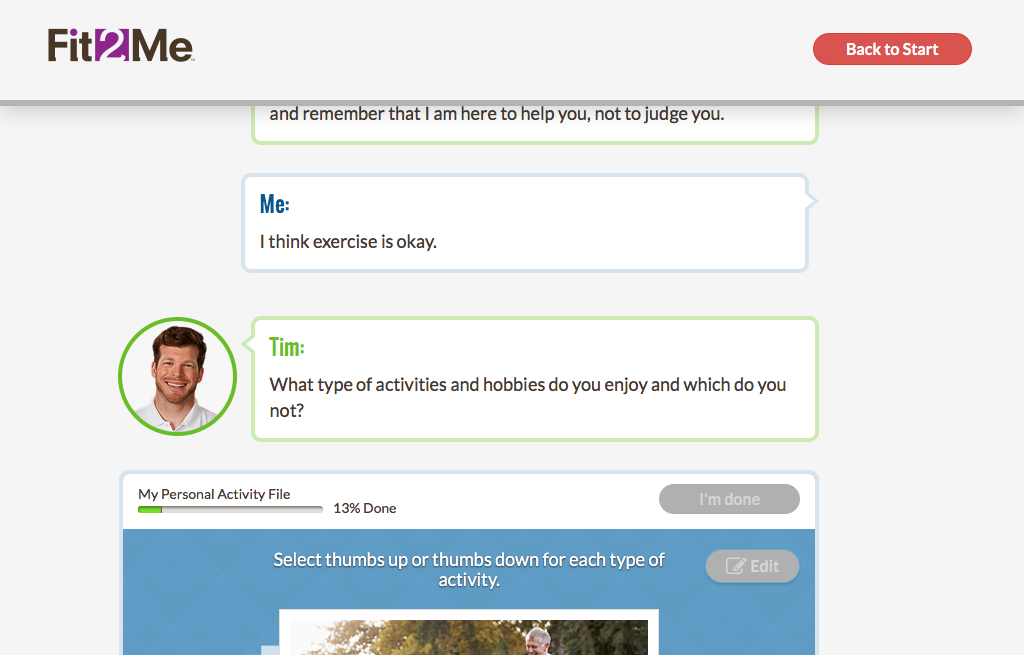 Fit2Me
Back to Start
and remember that I am here to help you, not to judge you.
Me:
I think exercise is okay.
Tim:
What type of activities and hobbies do you enjoy and which do you
not?
My Personal Activity File
13% Done
I'm done
Select thumbs up or thumbs down for each type of
activity.
Edit